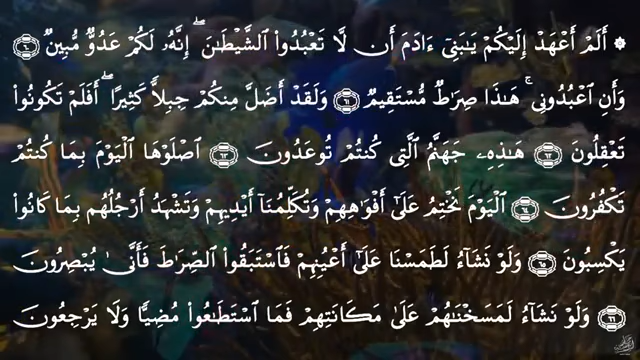 ۞ أَلَمْ أَعْهَدْ إِلَيْكُمْ يَـٰبَنِىٓ ءَادَمَ أَن لَّا تَعْبُدُوا۟ ٱلشَّيْطَـٰنَ ۖ إِنَّهُۥ لَكُمْ عَدُوٌّ مُّبِينٌ ٦٠
وَأَنِ ٱعْبُدُونِى ۚ هَـٰذَا صِرَٰطٌ مُّسْتَقِيمٌ ٦١ وَلَقَدْ أَضَلَّ مِنكُمْ جِبِلًّا كَثِيرًا ۖ أَفَلَمْ تَكُونُوا۟
تَعْقِلُونَ ٦٢ هَـٰذِهِۦ جَهَنَّمُ ٱلَّتِى كُنتُمْ تُوعَدُونَ ٦٣ ٱصْلَوْهَا ٱلْيَوْمَ بِمَا كُنتُمْ
تَكْفُرُونَ ٦٤ ٱلْيَوْمَ نَخْتِمُ عَلَىٰٓ أَفْوَٰهِهِمْ وَتُكَلِّمُنَآ أَيْدِيهِمْ وَتَشْهَدُ أَرْجُلُهُم بِمَا كَانُوا۟
يَكْسِبُونَ ٦٥ وَلَوْ نَشَآءُ لَطَمَسْنَا عَلَىٰٓ أَعْيُنِهِمْ فَٱسْتَبَقُوا۟ ٱلصِّرَٰطَ فَأَنَّىٰ يُبْصِرُونَ
٦٦ وَلَوْ نَشَآءُ لَمَسَخْنَـٰهُمْ عَلَىٰ مَكَانَتِهِمْ فَمَا ٱسْتَطَـٰعُوا۟ مُضِيًّا وَلَا يَرْجِعُونَ